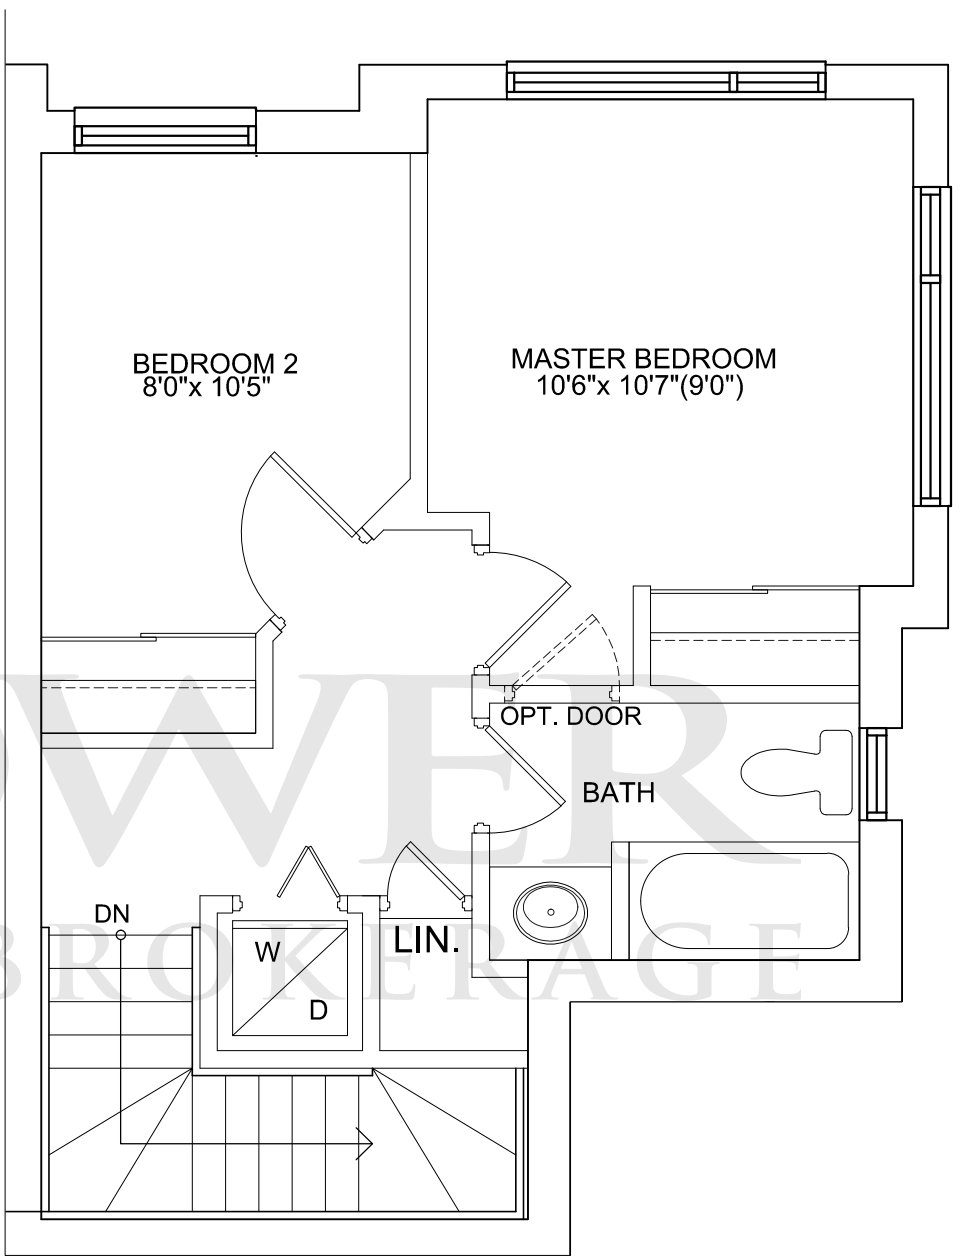 BEDROOM 2
8'0"x 10'5"
MASTER BEDROOM
10'6"x 10'7"(9'0")
OPT. DOOR
BATH
DN
LIN.
W
D
OWER
BROKERAGE